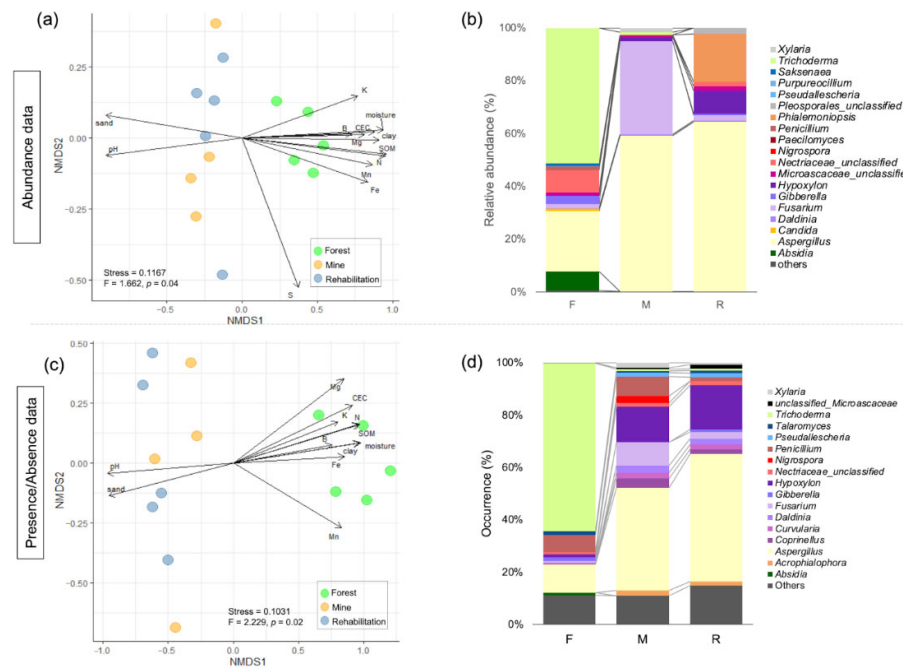 (a)
Abundance data
NMDS2
0.25
0.00
-0.25
-0.50
K
moisture
B
CEC
clay
Mg
SOM
N
Mn
Fe
S
sand
pH
Forest
Mine
Rehabilitation
Stress = 0.1167
F = 1.662, p = 0.04
-0.5
0.0
0.5
1.0
NMDS1
(b)
Relative abundance (%)
100%
80%
60%
40%
20%
0%
F
M
R
Xylaria
Trichoderma
Saksenaea
Purpureocillium
Pseudallescheria
Pleosporales_unclassified
Phialemoniopsis
Penicillium
Paecilomyces
Nigrospora
Nectriaceae_unclassified
Microascaceae_unclassified
Hypoxylon
Gibberella
Fusarium
Daldinia
Candida
Aspergillus
Absidia
others
(c)
Presence/Absence data
NMDS2
0.50
0.25
0.00
-0.25
-0.50
Mg
CEC
K
N
SOM
B
moisture
clay
Fe
Mn
pH
sand
Stress = 0.1031
F = 2.229, p = 0.02
Forest
Mine
Rehabilitation
-1.0
-0.5
0.0
0.5
1.0
NMDS1
(d)
Occurrence (%)
100%
80%
60%
40%
20%
0%
F
M
R
Xylaria
unclassified_Microascaceae
Trichoderma
Talaromyces
Pseudallescheria
Penicillium
Nigrospora
Nectriaceae_unclassified
Hypoxylon
Gibberella
Fusarium
Daldinia
Curvularia
Coprinellus
Aspergillus
Acrophialophora
Absidia
Others